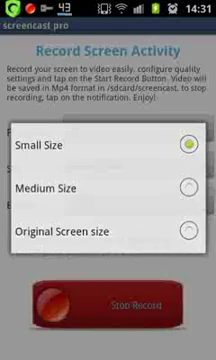 43 14:31
screencast pro
Record Screen Activity
Record your screen to video easily, configure quality
settings and tap on the Start Record Button. Video will
be saved in Mp4 format in /sdcard/screencast, to stop
recording, tap on the notification. Enjoy!
Small Size
Medium Size
Original Screen size
Stop Record